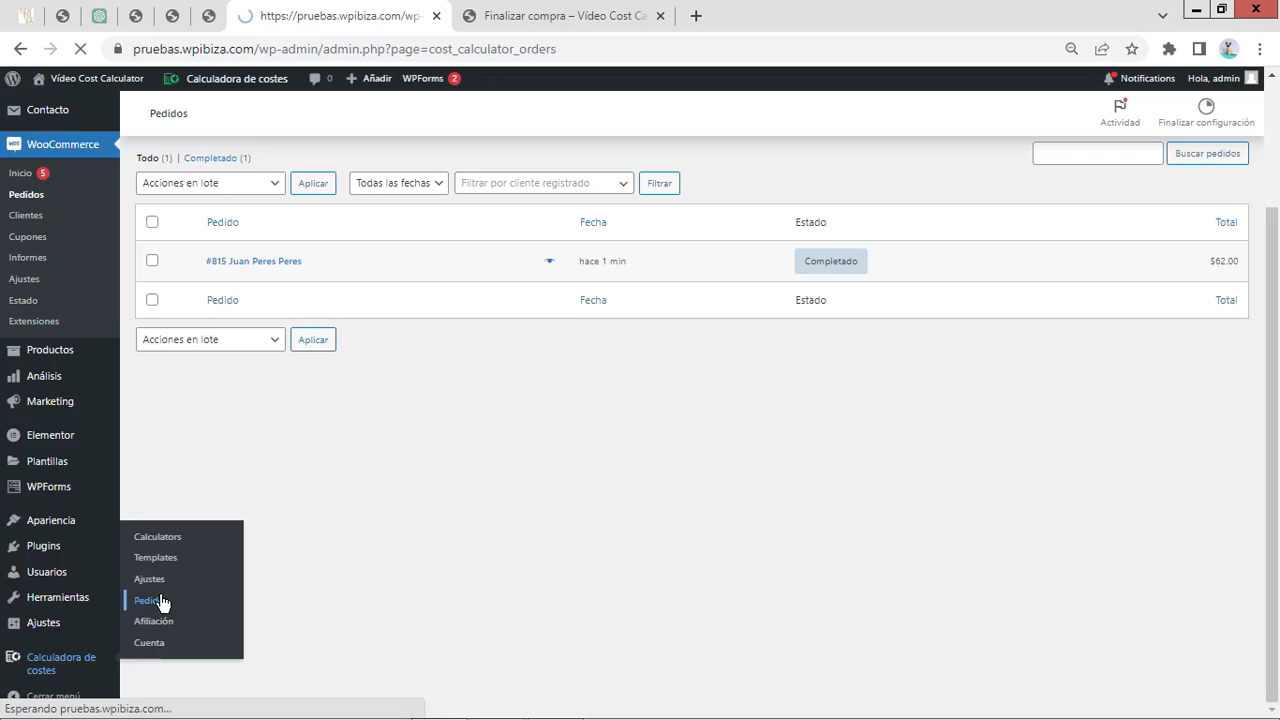 https://pruebas.wpibiza.com/wp-
Finalizar compra – Vídeo Cost Ca
pruebas.wpibiza.com/wp-admin/admin.php?page=cost_calculator_orders
Vídeo Cost Calculator
Calculadora de costes
0
Añadir
WPForms 2
Notifications
Hola, admin
Contacto
WooCommerce
Inicio 5
Pedidos
Clientes
Cupones
Informes
Ajustes
Estado
Extensiones
Productos
Análisis
Marketing
Elementor
Plantillas
WPForms
Apariencia
Plugins
Usuarios
Herramientas
Ajustes
Calculadora de
costes
Cerrar menú
Calculators
Templates
Ajustes
Afiliación
Cuenta
Pedidos
Actividad
Finalizar configuración
Todo (1) | Completado (1)
Buscar pedidos
Acciones en lote
Aplicar
Todas las fechas
Filtrar por cliente registrado
Filtrar
Pedido Fecha Estado Total
#815 Juan Peres Peres hace 1 min Completado $62.00
Pedido Fecha Estado Total
Acciones en lote
Aplicar
Esperando pruebas.wpibiza.com...